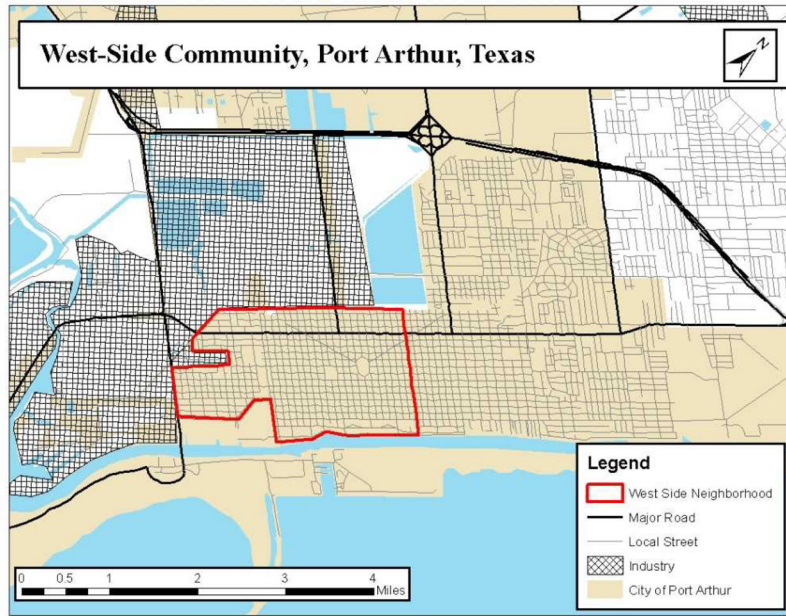 West-Side Community, Port Arthur, Texas
N
Legend
West Side Neighborhood
Major Road
Local Street
Industry
City of Port Arthur
0 0.5 1 2 3 4
Miles